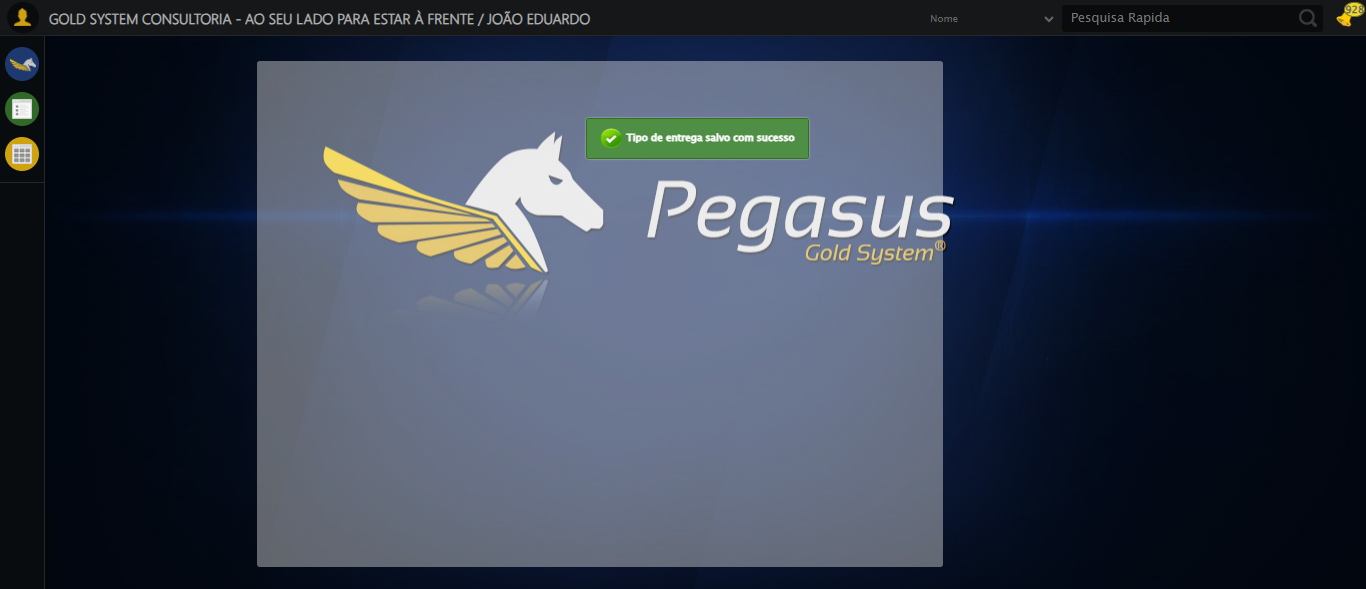 GOLD SYSTEM CONSULTORIA - AO SEU LADO PARA ESTAR À FRENTE / JOÃO EDUARDO
Nome
Pesquisa Rapida
928
Tipo de entrega salvo com sucesso
Pegasus
Gold System®